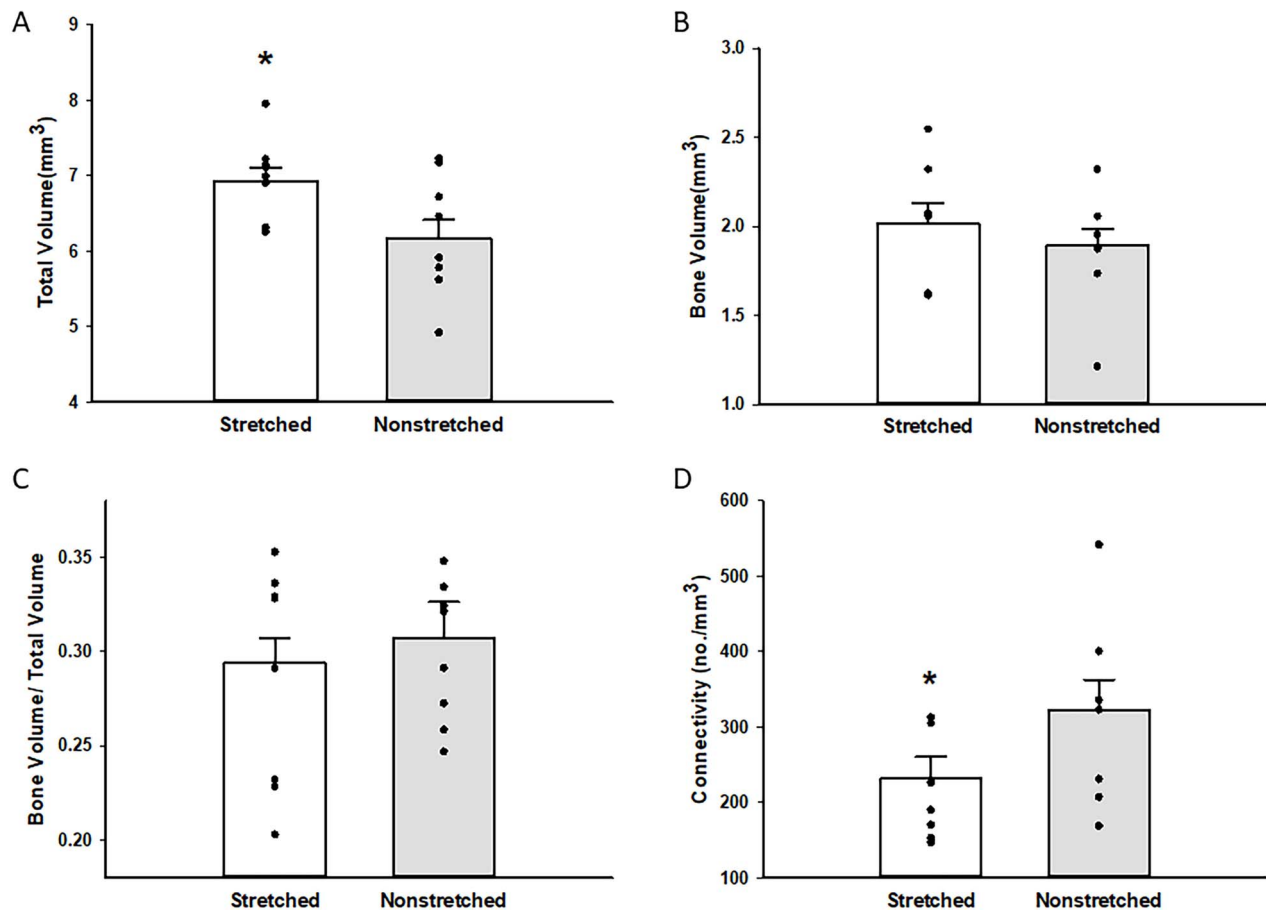 A
Total Volume(mm³)
9
8
7
6
5
4
*
Stretched
Nonstretched
B
Bone Volume(mm³)
3.0
2.5
2.0
1.5
1.0
Stretched
Nonstretched
C
Bone Volume/ Total Volume
0.35
0.30
0.25
0.20
Stretched
Nonstretched
D
Connectivity (no./mm³)
600
500
400
300
200
100
*
Stretched
Nonstretched